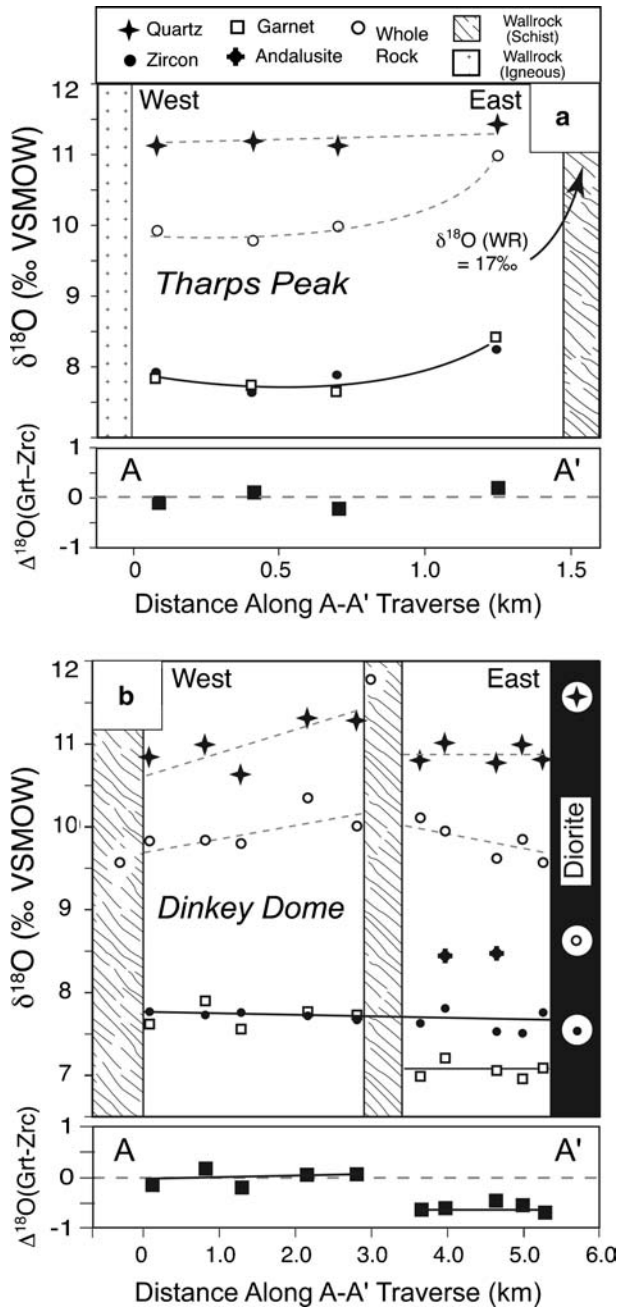 Quartz Garnet Whole Rock Wallrock (Schist)
Zircon Andalusite Wallrock (Igneous)
12
11
10
9
8
δ¹⁸O (‰ VSMOW)
West East
a
δ¹⁸O (WR)
= 17‰
Tharps Peak
1
0
-1
Δ¹⁸O(Grt–Zrc)
A A'
0 0.5 1.0 1.5
Distance Along A-A' Traverse (km)
12
11
10
9
8
7
δ¹⁸O (‰ VSMOW)
b
West East
Dinkey Dome
Diorite
1
0
-1
Δ¹⁸O(Grt-Zrc)
A A'
0 1.0 2.0 3.0 4.0 5.0 6.0
Distance Along A-A' Traverse (km)